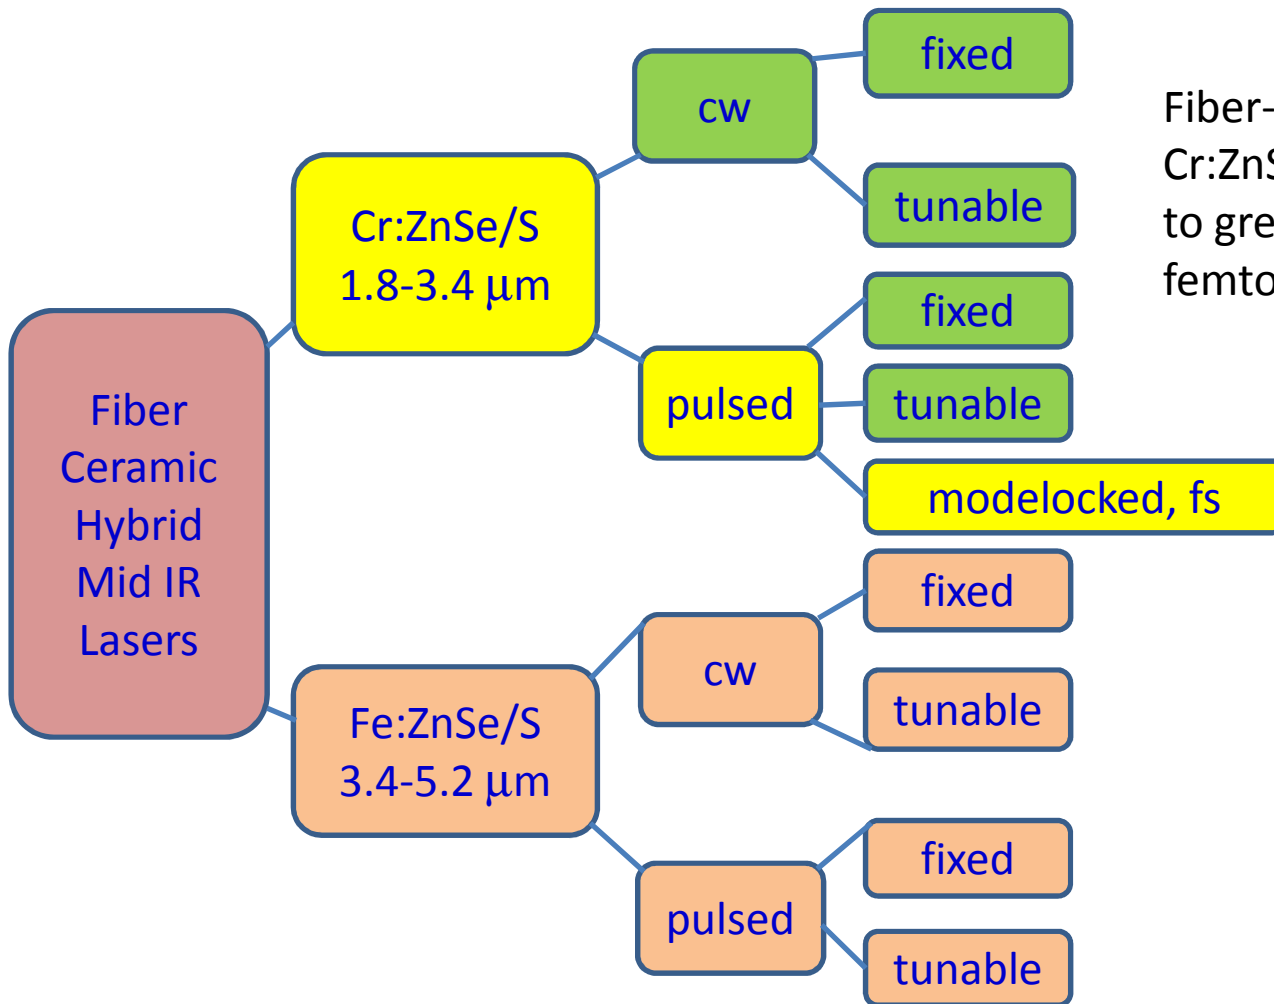 Fiber
Ceramic
Hybrid
Mid IR
Lasers
Cr:ZnSe/S
1.8-3.4 μm
cw
fixed
tunable
pulsed
fixed
tunable
modelocked, fs
Fe:ZnSe/S
3.4-5.2 μm
cw
fixed
tunable
pulsed
fixed
tunable
Fiber-
Cr:ZnS
to gre
femto